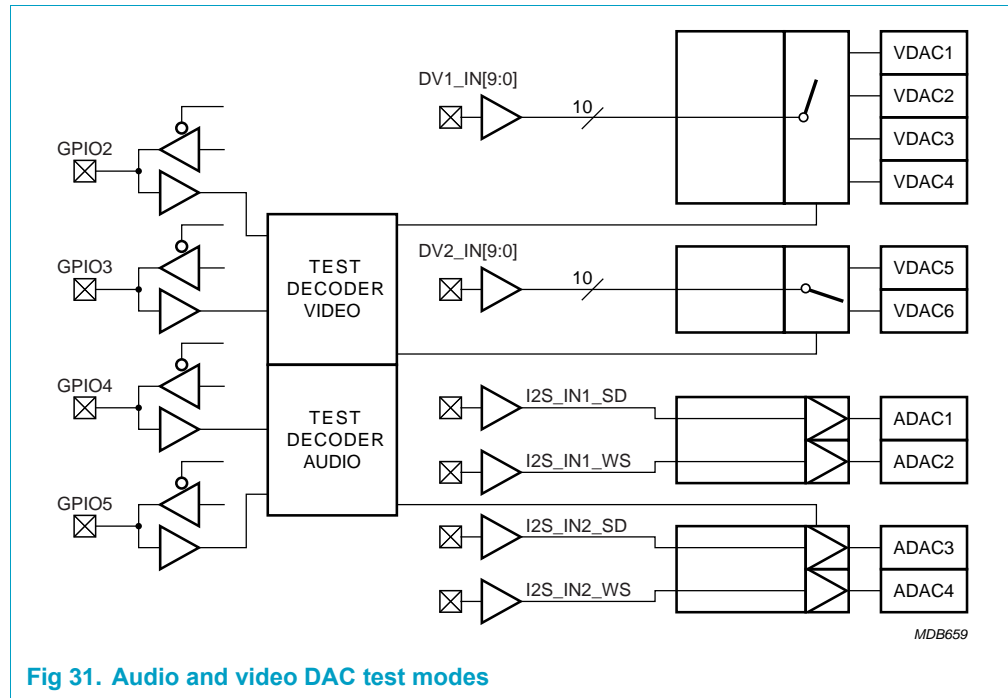 DV1_IN[9:0]
10
VDAC1
VDAC2
VDAC3
VDAC4
GPIO2
GPIO3
GPIO4
GPIO5
TEST
DECODER
VIDEO
TEST
DECODER
AUDIO
DV2_IN[9:0]
10
VDAC5
VDAC6
I2S_IN1_SD
I2S_IN1_WS
ADAC1
ADAC2
I2S_IN2_SD
I2S_IN2_WS
ADAC3
ADAC4
MDB659
Fig 31. Audio and video DAC test modes